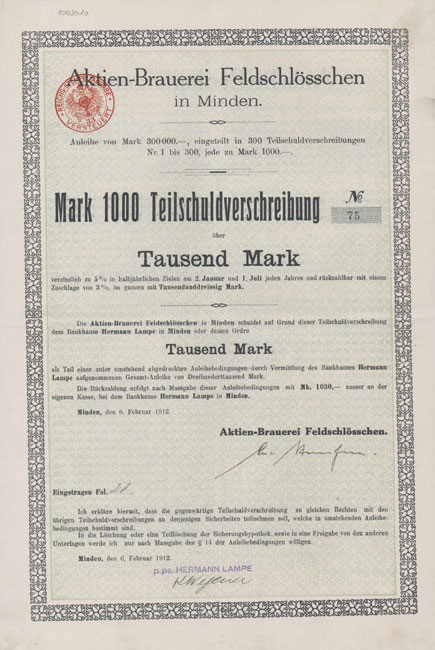 1002010
Aktien-Brauerei Feldschlösschen
in Minden.
VERSTEUERT
Anleihe von Mark 300 000.—, eingeteilt in 300 Teilschuldverschreibungen
Nr. 1 bis 300, jede zu Mark 1000.—.
Mark 1000 Teilschuldverschreibung
№
75
über
Tausend Mark
verzinslich zu 5% in halbjährlichen Zielen am 2. Januar und 1. Juli jeden Jahres und rückzahlbar mit einem
Zuschlage von 3%, im ganzen mit Tausendunddreissig Mark.
Die Aktien-Brauerei Feldschlösschen in Minden schuldet auf Grund dieser Teilschuldverschreibung
dem Bankhause Hermann Lampe in Minden oder dessen Ordre
Tausend Mark
als Teil einer unter umstehend abgedruckten Anleihebedingungen durch Vermittlung des Bankhauses Hermann
Lampe aufgenommenen Gesamt-Anleihe von Dreihunderttausend Mark.
Die Rückzahlung erfolgt nach Massgabe dieser Anleihebedingungen mit Mk. 1030,— ausser an der
eigenen Kasse, bei dem Bankhause Hermann Lampe in Minden.
Minden, den 6. Februar 1912.
Aktien-Brauerei Feldschlösschen.
Eingetragen Fol. 28
Ich erkläre hiermit, dass die gegenwärtige Teilschuldverschreibung zu gleichen Rechten mit den
übrigen Teilschuldverschreibungen an denjenigen Sicherheiten teilnehmen soll, welche in umstehenden Anleihe-
bedingungen bestimmt sind.
In die Löschung oder eine Teillöschung der Sicherungshypothek, sowie in eine Freigabe von den anderen
Unterlagen werde ich nur nach Massgabe des § 14 der Anleihebedingungen willigen.
Minden, den 6. Februar 1912.
p.pa. HERMANN LAMPE